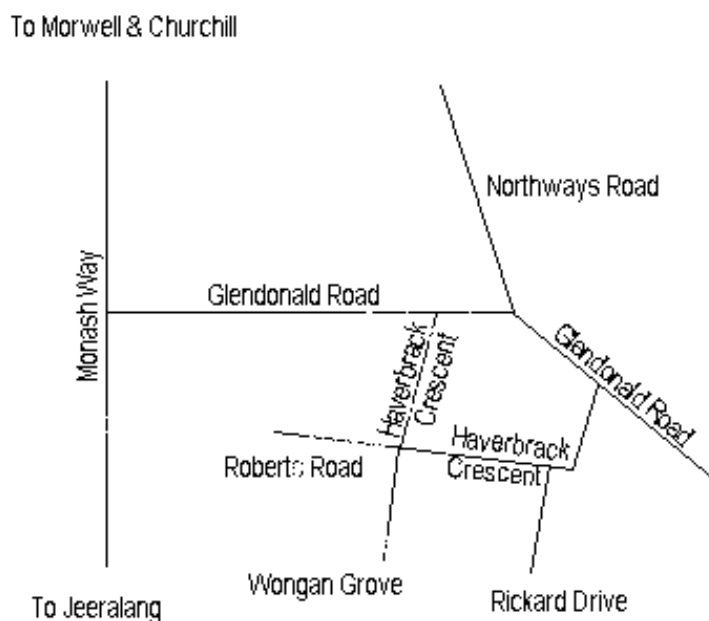 To Morwell & Churchill
Northways Road
Monash Way
Glendonald Road
Haverbrack
Crescent
Glendonald Road
Haverbrack
Crescent
Roberts Road
Wongan Grove
Rickard Drive
To Jeeralang